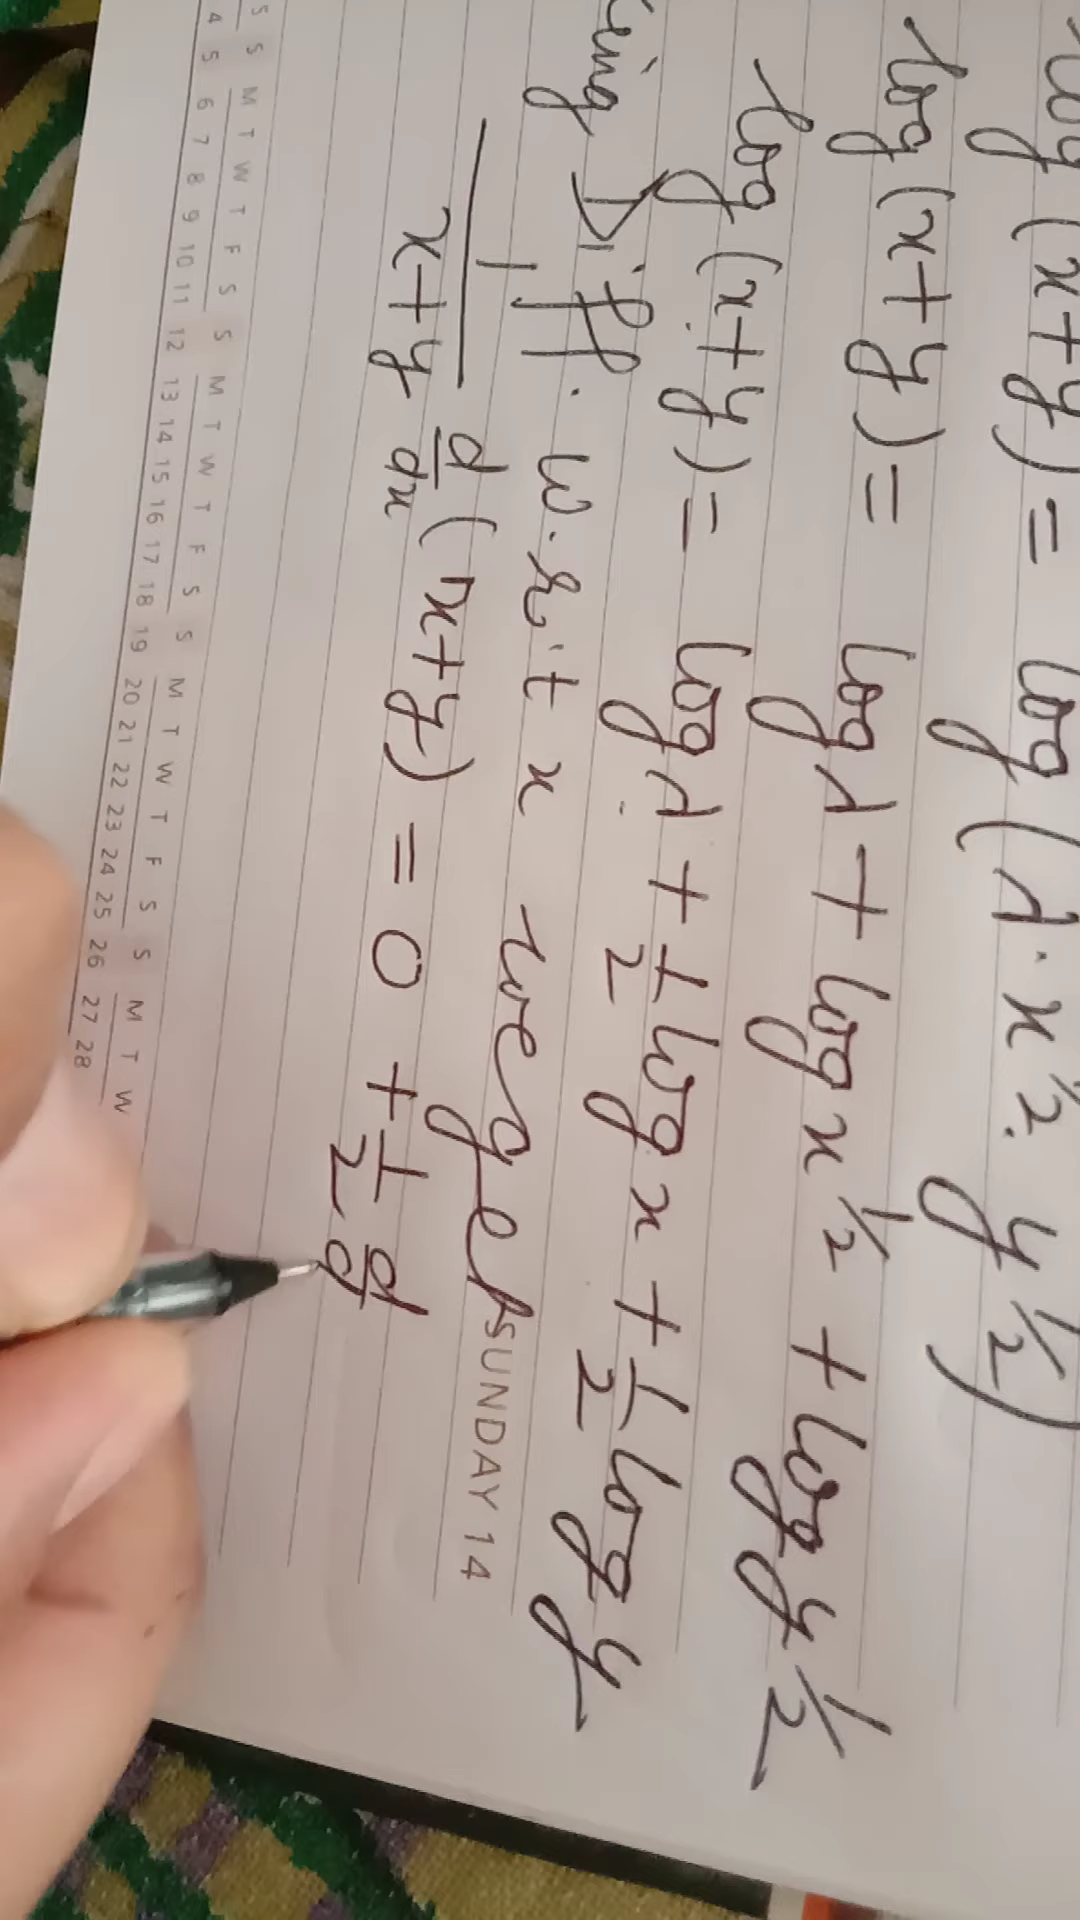 log (x+y) = log (λ · x^½ · y^½)
log (x+y) = log λ + log x^½ + log y^½
log (x+y) = log λ + 1/2 log x + 1/2 log y
Diff. w.r.t x we get
SUNDAY 14
1/(x+y) d/dx (x+y) = 0 + 1/2 d/d
S S M T W T F S S M T W T F S S M T W T F S S M T W
4 5 6 7 8 9 10 11 12 13 14 15 16 17 18 19 20 21 22 23 24 25 26 27 28